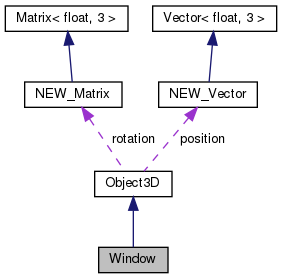 Matrix< float, 3 >
Vector< float, 3 >
NEW_Matrix
NEW_Vector
rotation
position
Object3D
Window